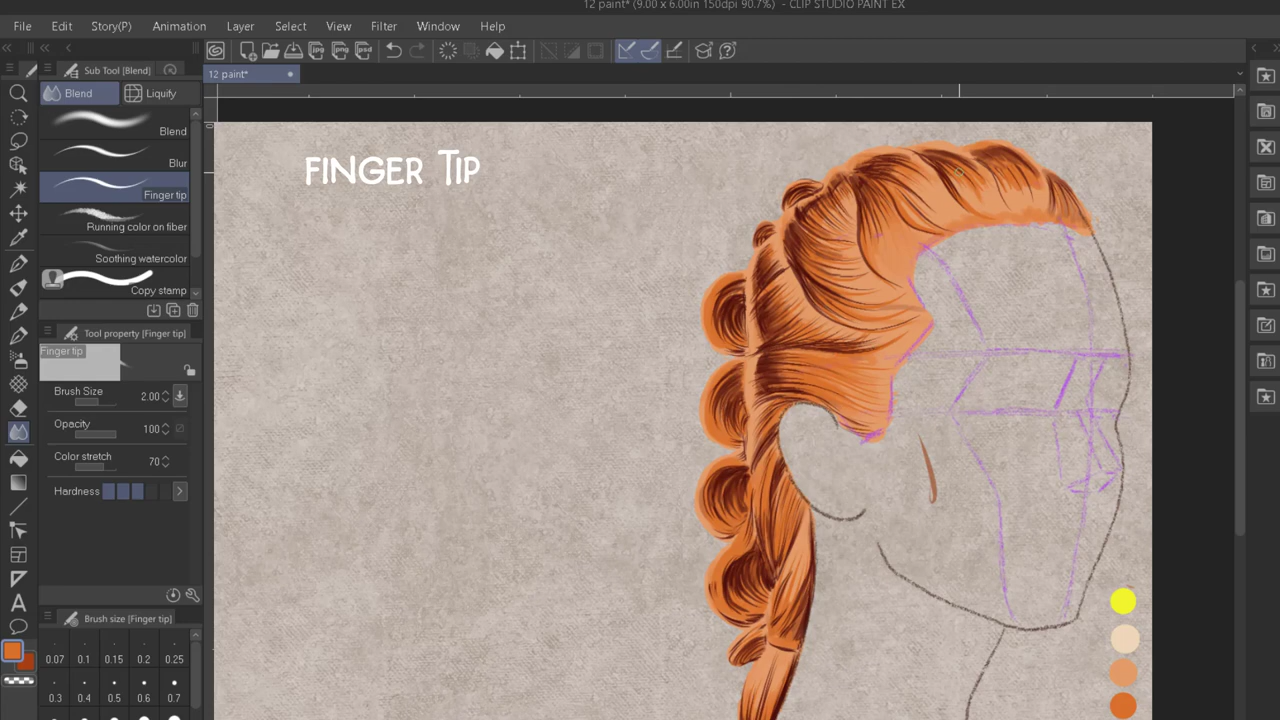 12 paint* (9.00 x 6.00in 150dpi 90.7%) - CLIP STUDIO PAINT EX
File Edit Story(P) Animation Layer Select View Filter Window Help
Sub Tool [Blend]
12 paint*
Blend Liquify
Blend
Blur
Finger tip
Running color on fiber
Soothing watercolor
Copy stamp
Tool property [Finger tip]
Finger tip
Brush Size 2.00
Opacity 100
Color stretch 70
Hardness
Brush size [Finger tip]
0.07 0.1 0.15 0.2 0.25
0.3 0.4 0.5 0.6 0.7
FINGER TIP